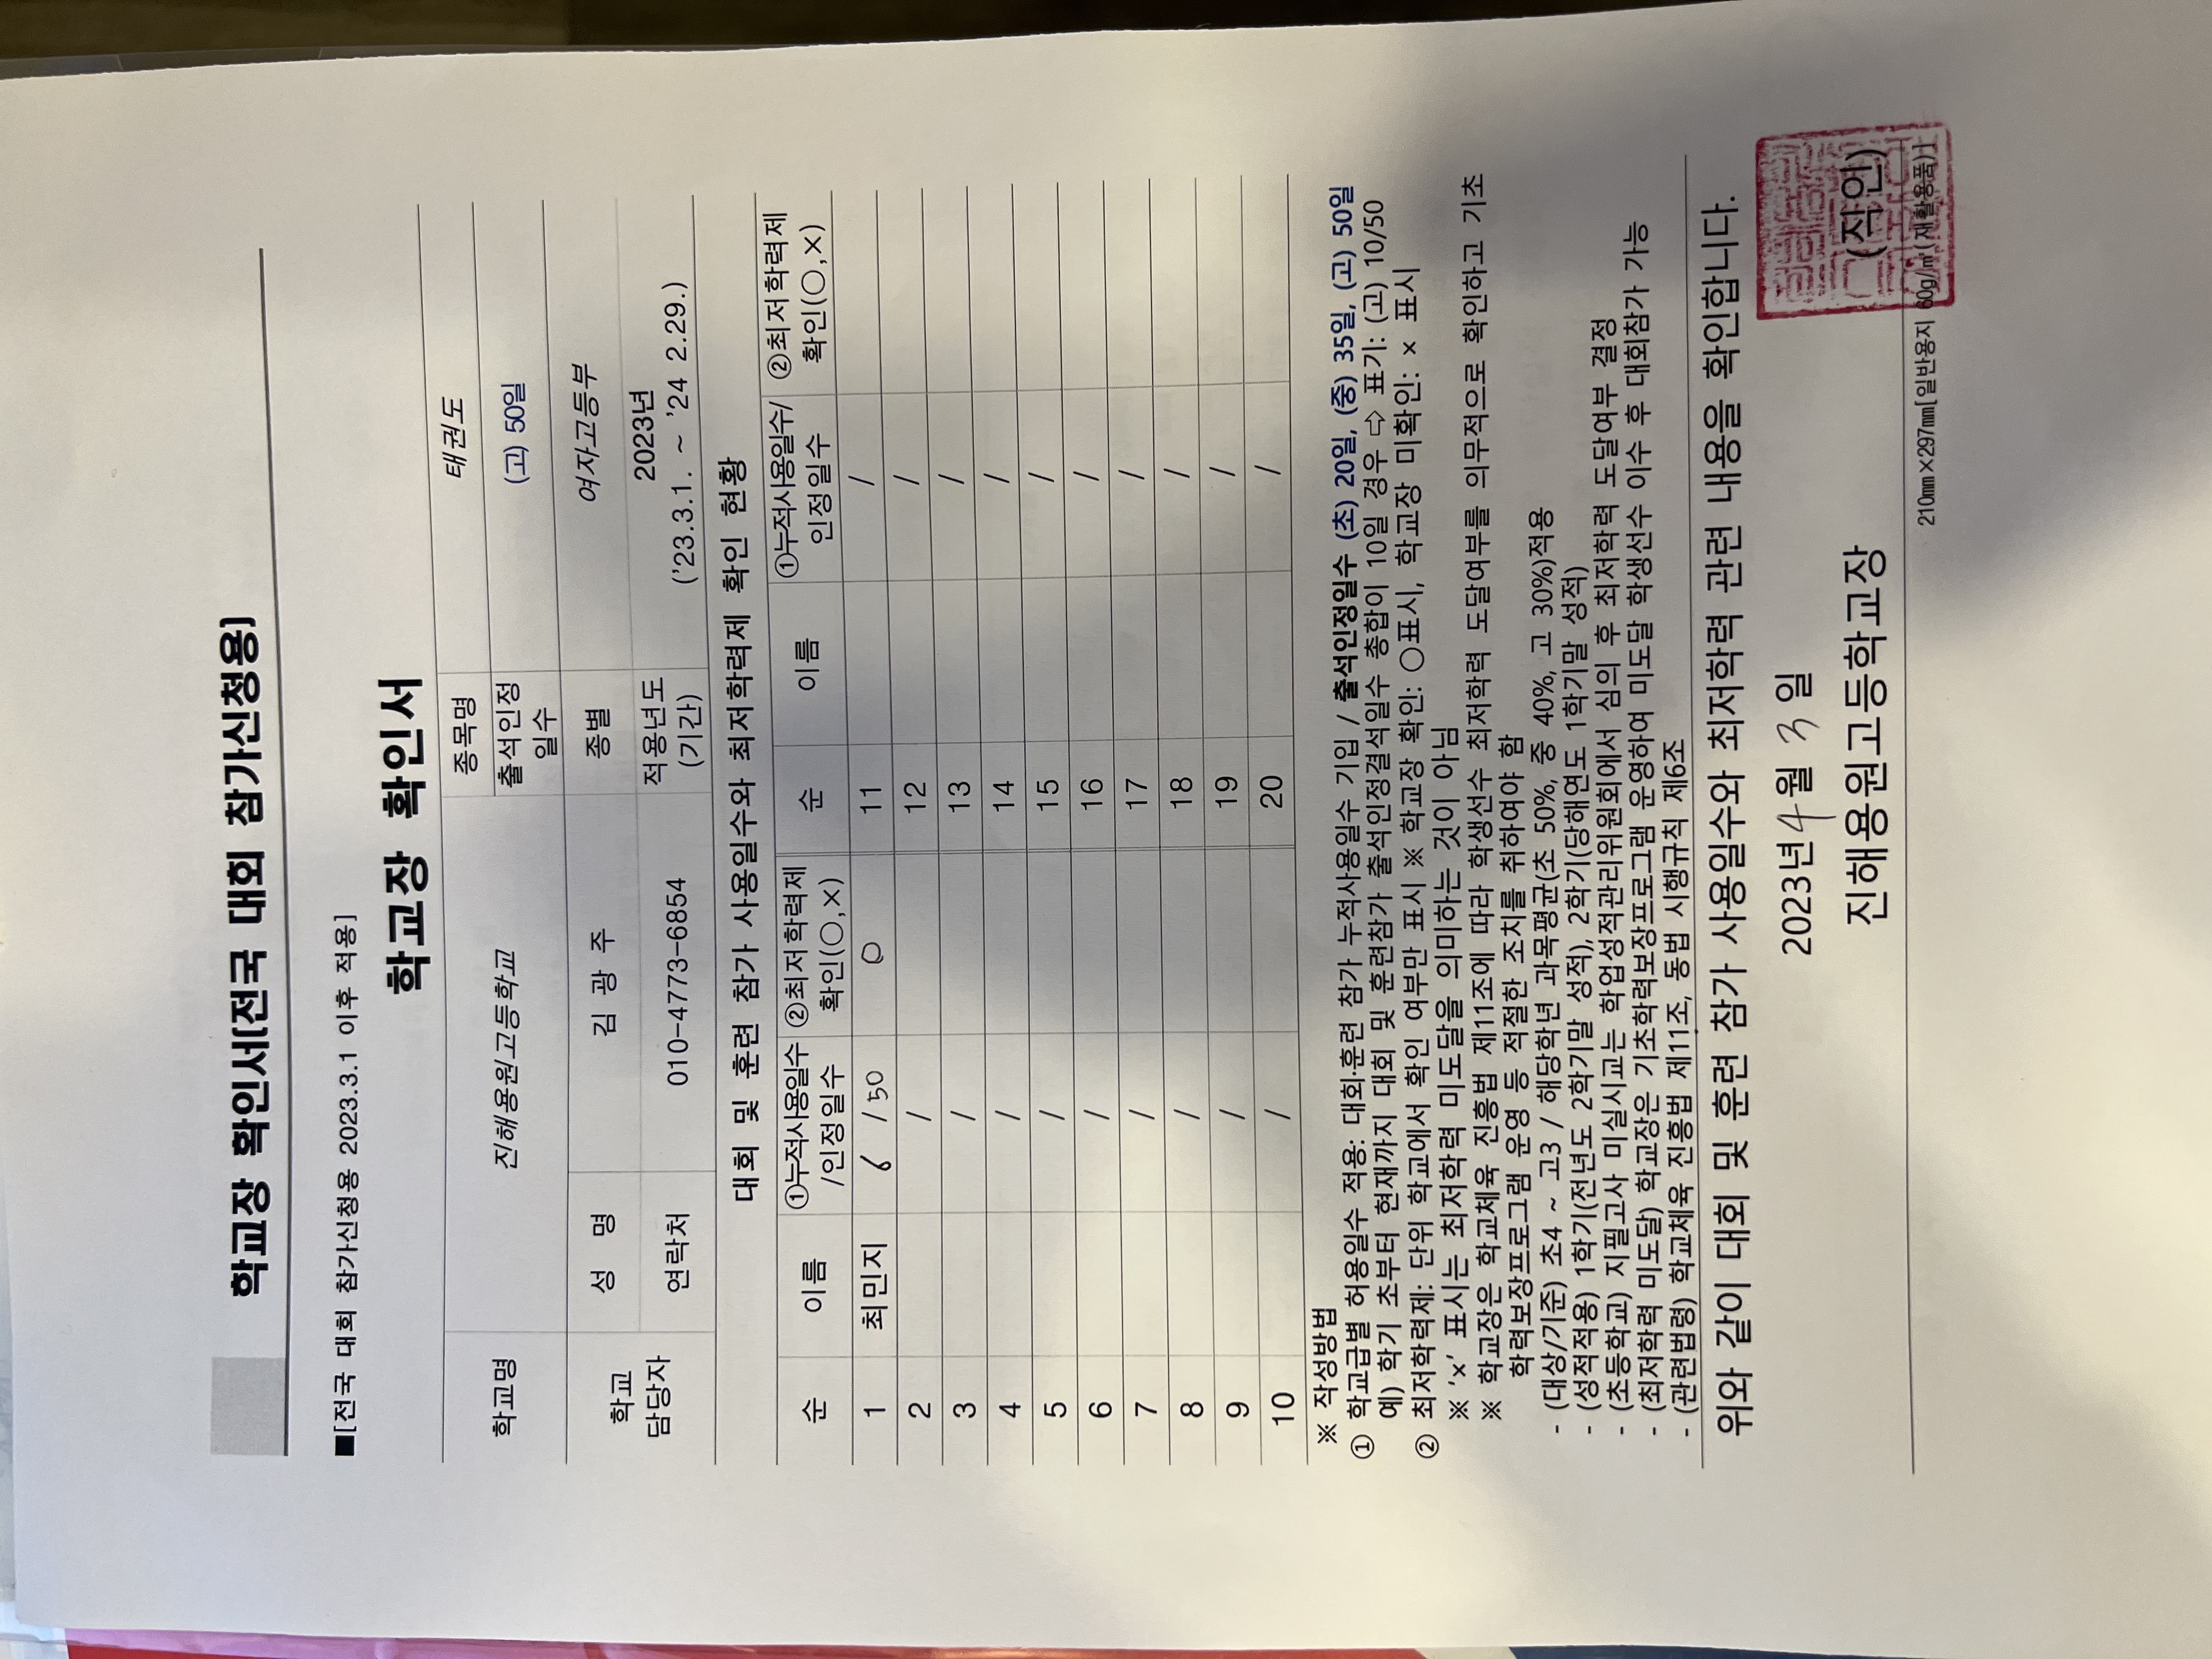 학교장 확인서(전국 대회 참가신청용)
■[전국 대회 참가신청용 2023.3.1 이후 적용]
학교장 확인서
학교명 진해용원고등학교 종목명 태권도
출석인정일수 (고) 50일
학교 담당자 성 명 김 광 주 종별 여자고등부
연락처 010-4773-6854 적용년도(기간) 2023년 ('23.3.1. ~ '24 2.29.)
대회 및 훈련 참가 사용일수와 최저학력제 확인 현황
순 이름 ①누적사용일수/인정일수 ②최저학력제 확인(○,×) 순 이름 ①누적사용일수/인정일수 ②최저학력제 확인(○,×)
1 최민지 6 / 50 ○ 11 /
2 / 12 /
3 / 13 /
4 / 14 /
5 / 15 /
6 / 16 /
7 / 17 /
8 / 18 /
9 / 19 /
10 / 20 /
※ 작성방법
① 학교급별 허용일수 적용: 대회·훈련 참가 누적사용일수 기입 / 출석인정일수 (초) 20일, (중) 35일, (고) 50일
예) 학기 초부터 현재까지 대회 및 훈련참가 출석인정결석일수 총합이 10일 경우 ⇨ 표기: (고) 10/50
② 최저학력제: 단위 학교에서 확인 여부만 표시 ※ 학교장 확인: ○표시, 학교장 미확인: × 표시
※ '×' 표시는 최저학력 미도달을 의미하는 것이 아님
※ 학교장은 학교체육 진흥법 제11조에 따라 학생선수 최저학력 도달여부를 의무적으로 확인하고 기초
학력보장프로그램 운영 등 적절한 조치를 취하여야 함
- (대상/기준) 초4 ~ 고3 / 해당학년 과목평균(초 50%, 중 40%, 고 30%)적용
- (성적적용) 1학기(전년도 2학기말 성적), 2학기(당해연도 1학기말 성적)
- (초등학교) 지필고사 미실시교는 학업성적관리위원회에서 심의 후 최저학력 도달여부 결정
- (최저학력 미도달) 학교장은 기초학력보장프로그램 운영하여 미도달 학생선수 이수 후 대회참가 가능
- (관련법령) 학교체육 진흥법 제11조, 동법 시행규칙 제6조
위와 같이 대회 및 훈련 참가 사용일수와 최저학력 관련 내용을 확인합니다.
2023년 4월 3일
진해용원고등학교장 (직인)
210㎜×297㎜[일반용지 60g/㎡(재활용품)]